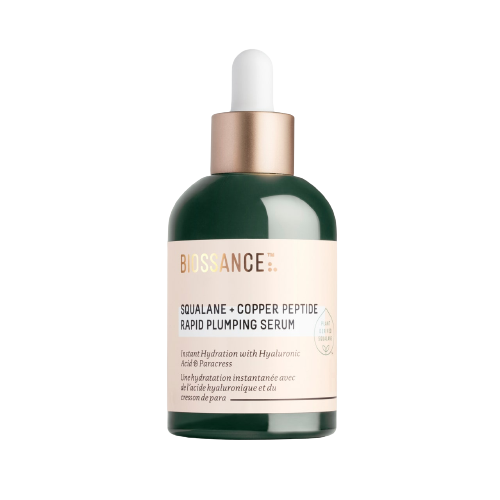 BIOSSANCE™
SQUALANE + COPPER PEPTIDE
RAPID PLUMPING SERUM
Instant Hydration with Hyaluronic
Acid & Paracress
Une hydratation instantanée avec
de l'acide hyaluronique et du
cresson de para